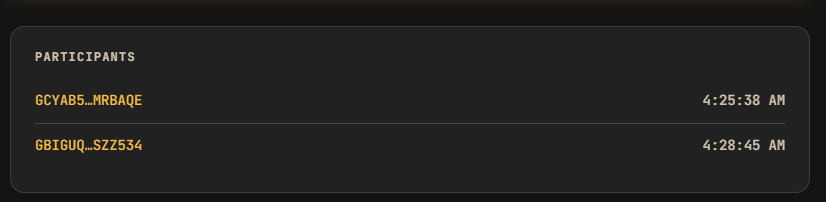 PARTICIPANTS
GCYAB5…MRBAQE 4:25:38 AM
GBIGUQ…SZZ534 4:28:45 AM